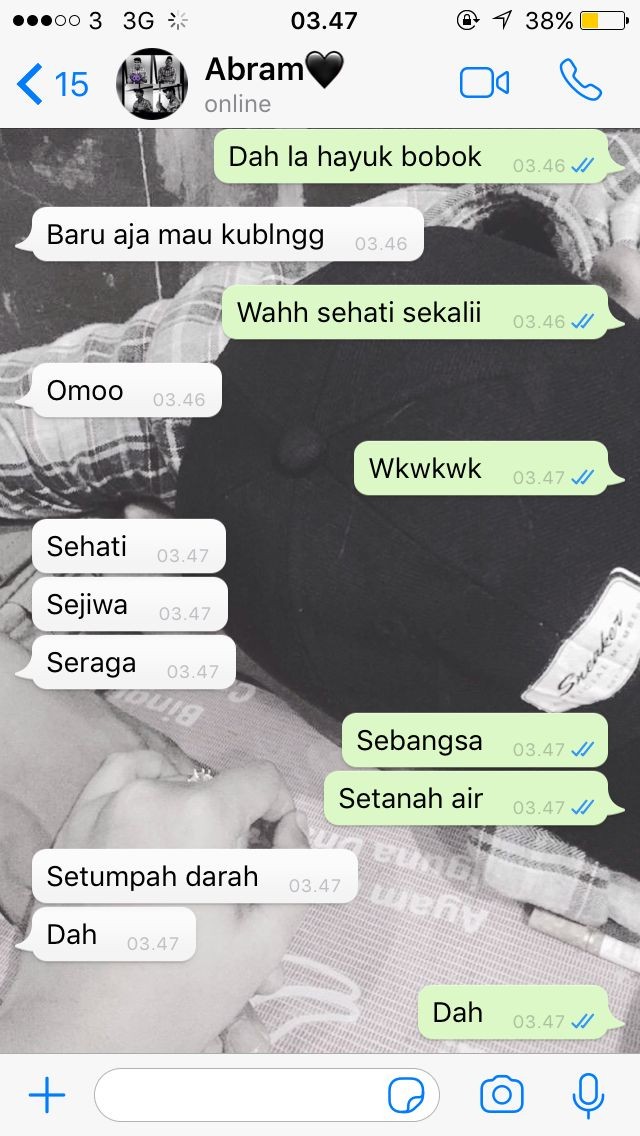 3 3G 03.47 38%
15 Abram🖤
online
Dah la hayuk bobok 03.46
Baru aja mau kublngg 03.46
Wahh sehati sekalii 03.46
Omoo 03.46
Wkwkwk 03.47
Sehati 03.47
Sejiwa 03.47
Seraga 03.47
Sneaker
Sebangsa 03.47
Setanah air 03.47
Setumpah darah 03.47
Ayam
Dah 03.47
Dah 03.47